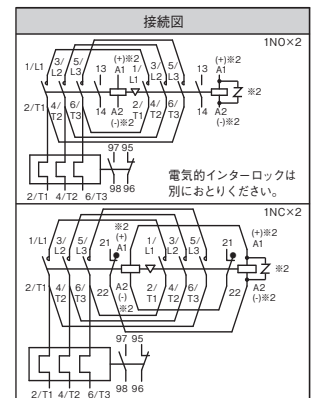 接続図
1NO×2
1/L1 3/L2 5/L3 13 (+)※2 A1 1/L1 3/L2 5/L3 13 (+)※2 A1
※2
2/T1 4/T2 6/T3 14 A2 (-)※2 2/T1 4/T2 6/T3 14 A2 (-)※2
97 95
98 96
2/T1 4/T2 6/T3
電気的インターロックは
別におとりください。
1NC×2
1/L1 3/L2 5/L3 21 ※2 (+) A1 1/L1 3/L2 5/L3 21 (+)※2 A1
※2
2/T1 4/T2 6/T3 22 A2 (-) ※2 2/T1 4/T2 6/T3 22 A2 (-)※2
97 95
98 96
2/T1 4/T2 6/T3